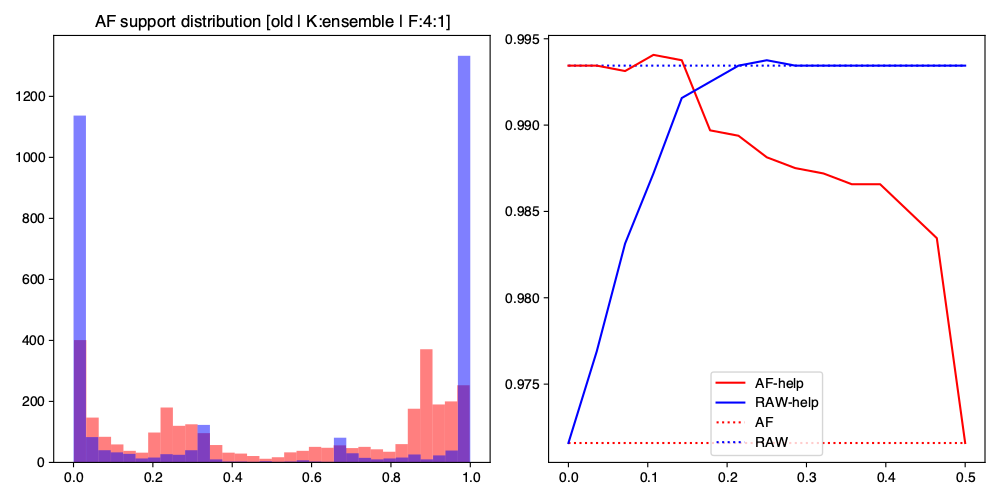 AF support distribution [old | K:ensemble | F:4:1]
1200
1000
800
600
400
200
0
0.0 0.2 0.4 0.6 0.8 1.0
0.995
0.990
0.985
0.980
0.975
0.0 0.1 0.2 0.3 0.4 0.5
AF-help
RAW-help
AF
RAW